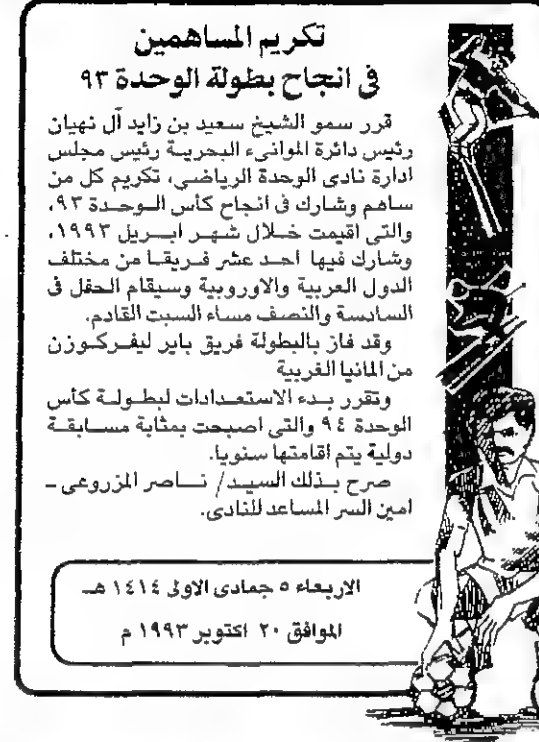 تكريم المساهمين
في انجاح بطولة الوحدة ٩٣
قرر سمو الشيخ سعيد بن زايد آل نهيان
رئيس دائرة الموانىء البحرية رئيس مجلس
ادارة نادى الوحدة الرياضي، تكريم كل من
ساهم وشارك في انجاح كأس الوحدة ٩٣،
والتى اقيمت خلال شهر ابريل ١٩٩٣،
وشارك فيها احد عشر فريقا من مختلف
الدول العربية والاوروبية وسيقام الحفل في
السادسة والنصف مساء السبت القادم.
وقد فاز بالبطولة فريق باير ليفركوزن
من المانيا الغربية
وتقرر بدء الاستعدادات لبطولة كأس
الوحدة ٩٤ والتى اصبحت بمثابة مسابقة
دولية يتم اقامتها سنويا.
صرح بذلك السيد/ ناصر المزروعى -
امين السر المساعد للنادى.
الاربعاء ٥ جمادى الاولى ١٤١٤ هـ
الموافق ٢٠ اكتوبر ١٩٩٣ م